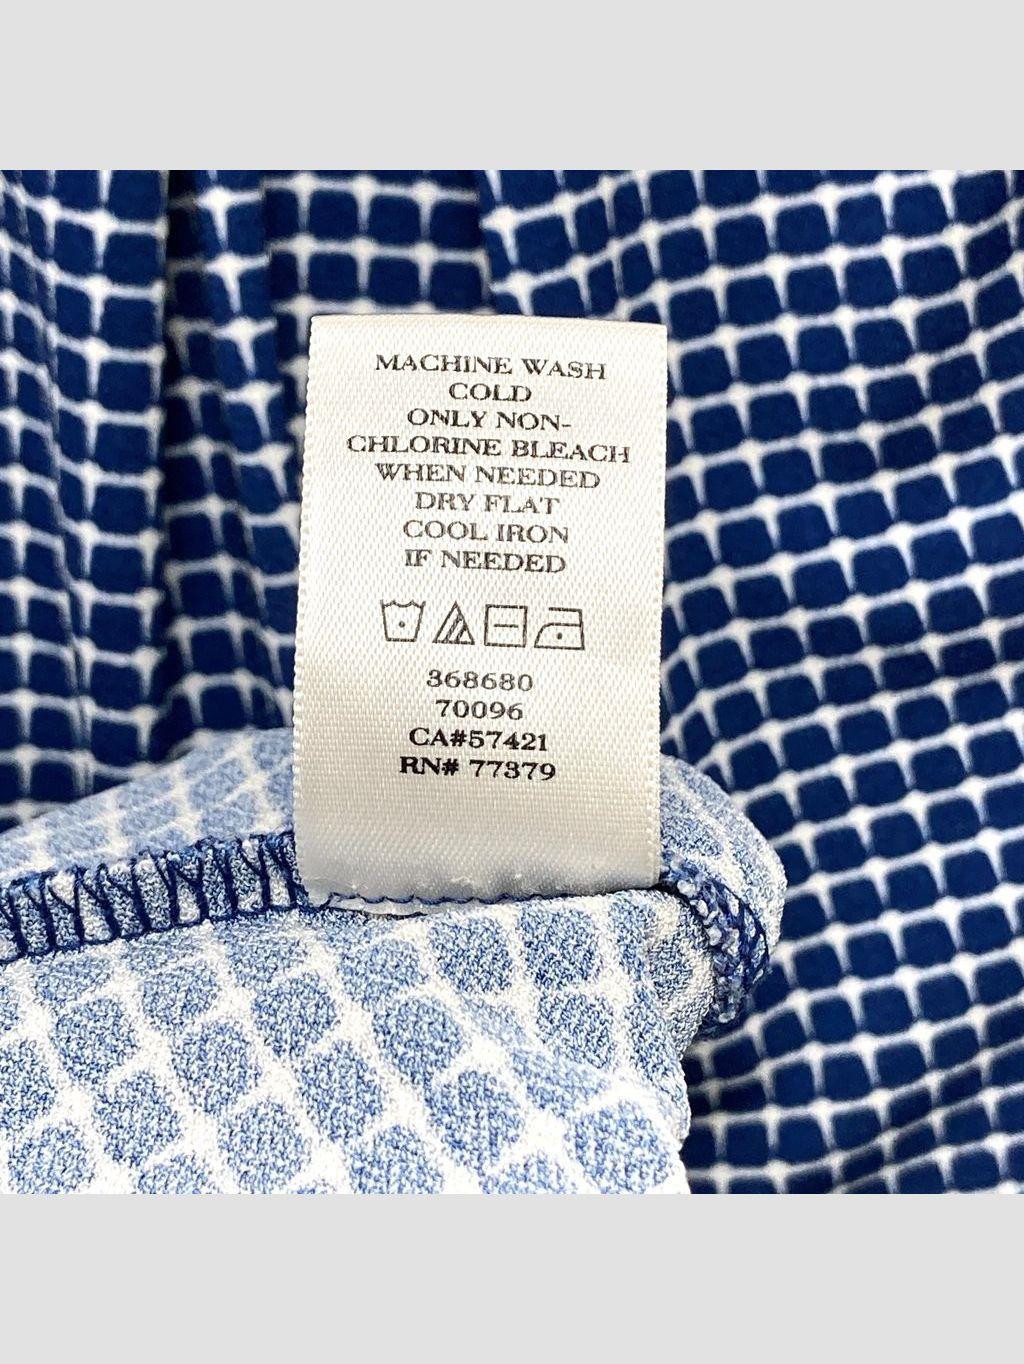 MACHINE WASH
COLD
ONLY NON-
CHLORINE BLEACH
WHEN NEEDED
DRY FLAT
COOL IRON
IF NEEDED
368680
70096
CA#57421
RN# 77379